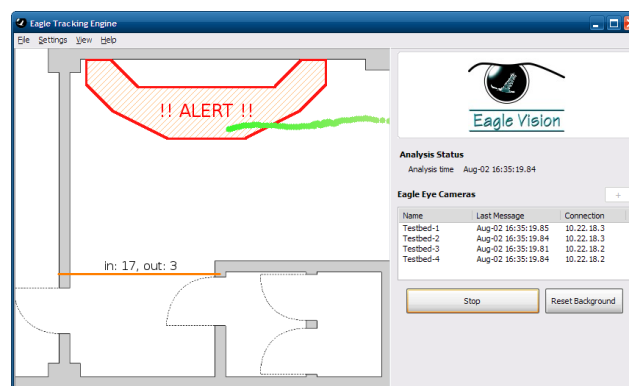 Eagle Tracking Engine
File Settings View Help
!! ALERT !!
in: 17, out: 3
Eagle Vision
Analysis Status
Analysis time Aug-02 16:35:19.84
Eagle Eye Cameras +
Name Last Message Connection
Testbed-1 Aug-02 16:35:19.85 10.22.18.3
Testbed-2 Aug-02 16:35:19.84 10.22.18.3
Testbed-3 Aug-02 16:35:19.81 10.22.18.2
Testbed-4 Aug-02 16:35:19.84 10.22.18.2
Stop Reset Background